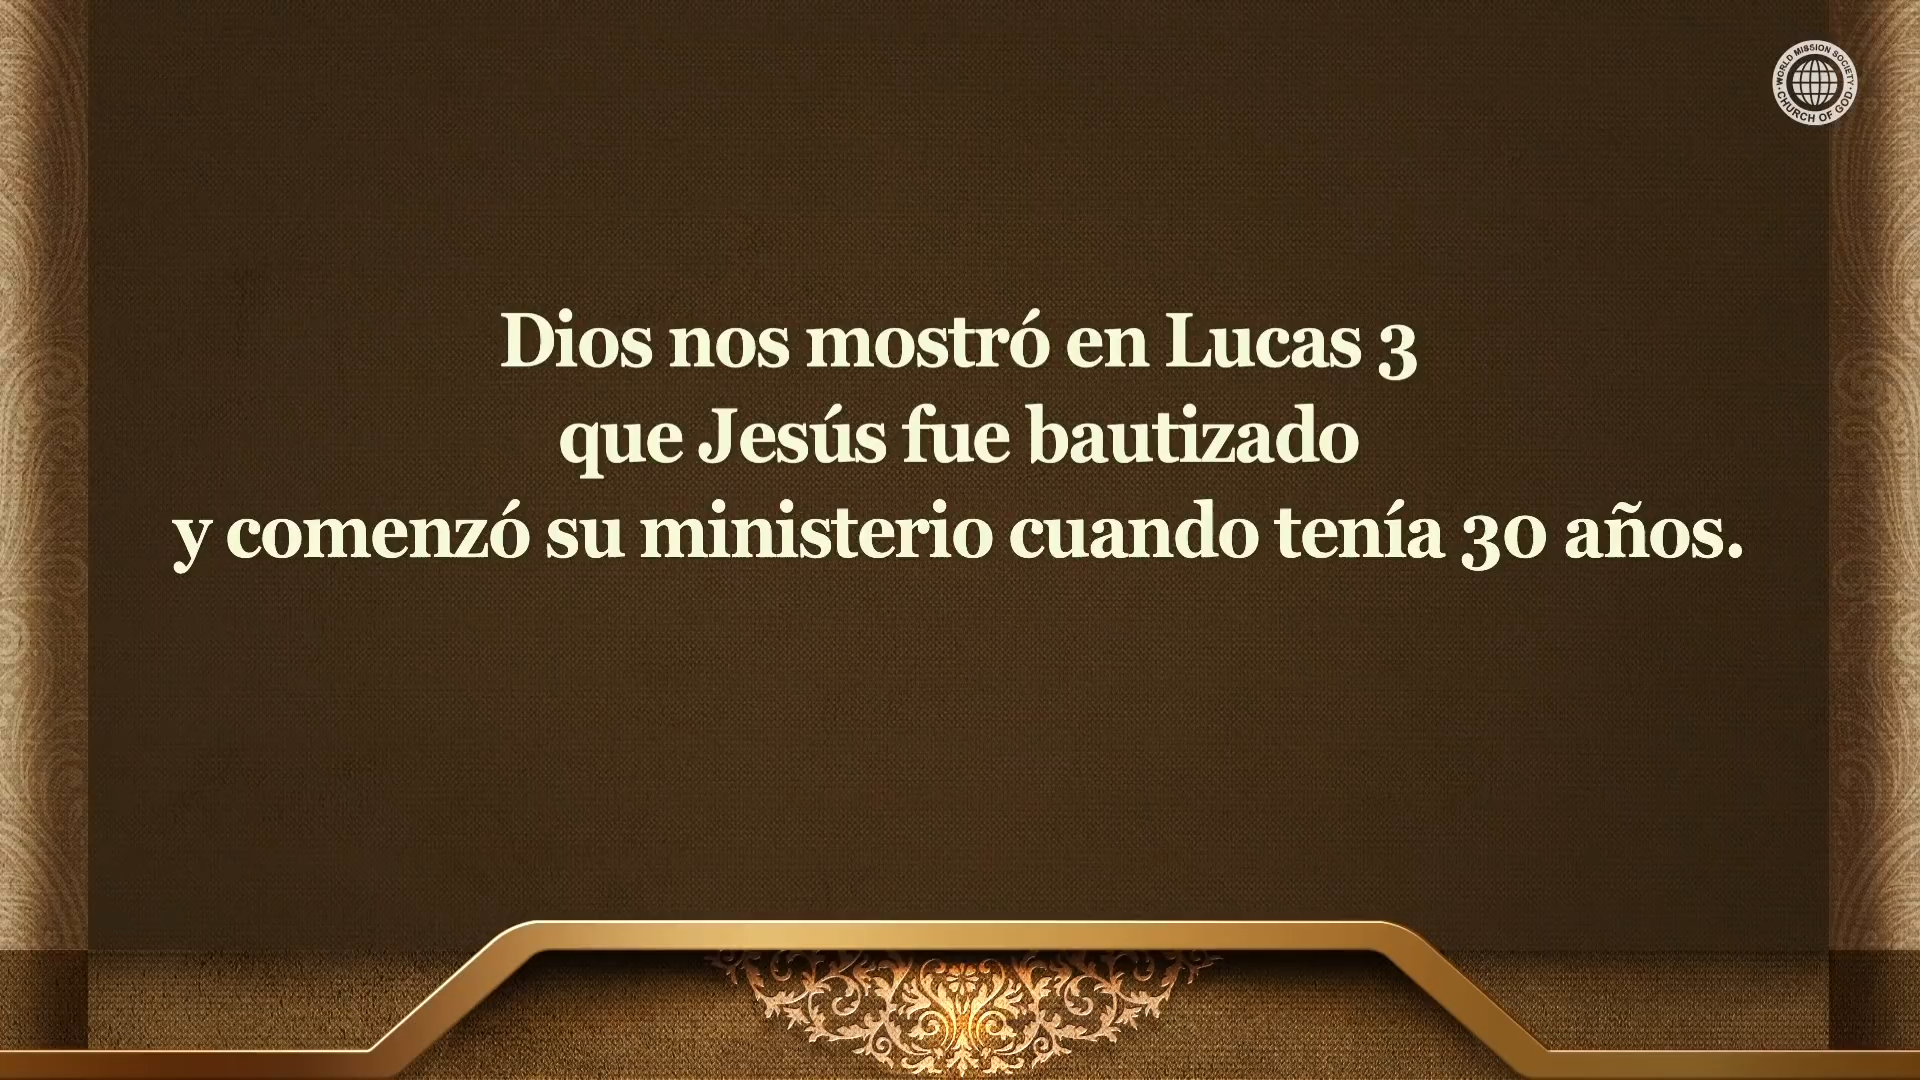 WORLD MISSION SOCIETY
CHURCH OF GOD
Dios nos mostró en Lucas 3
que Jesús fue bautizado
y comenzó su ministerio cuando tenía 30 años.